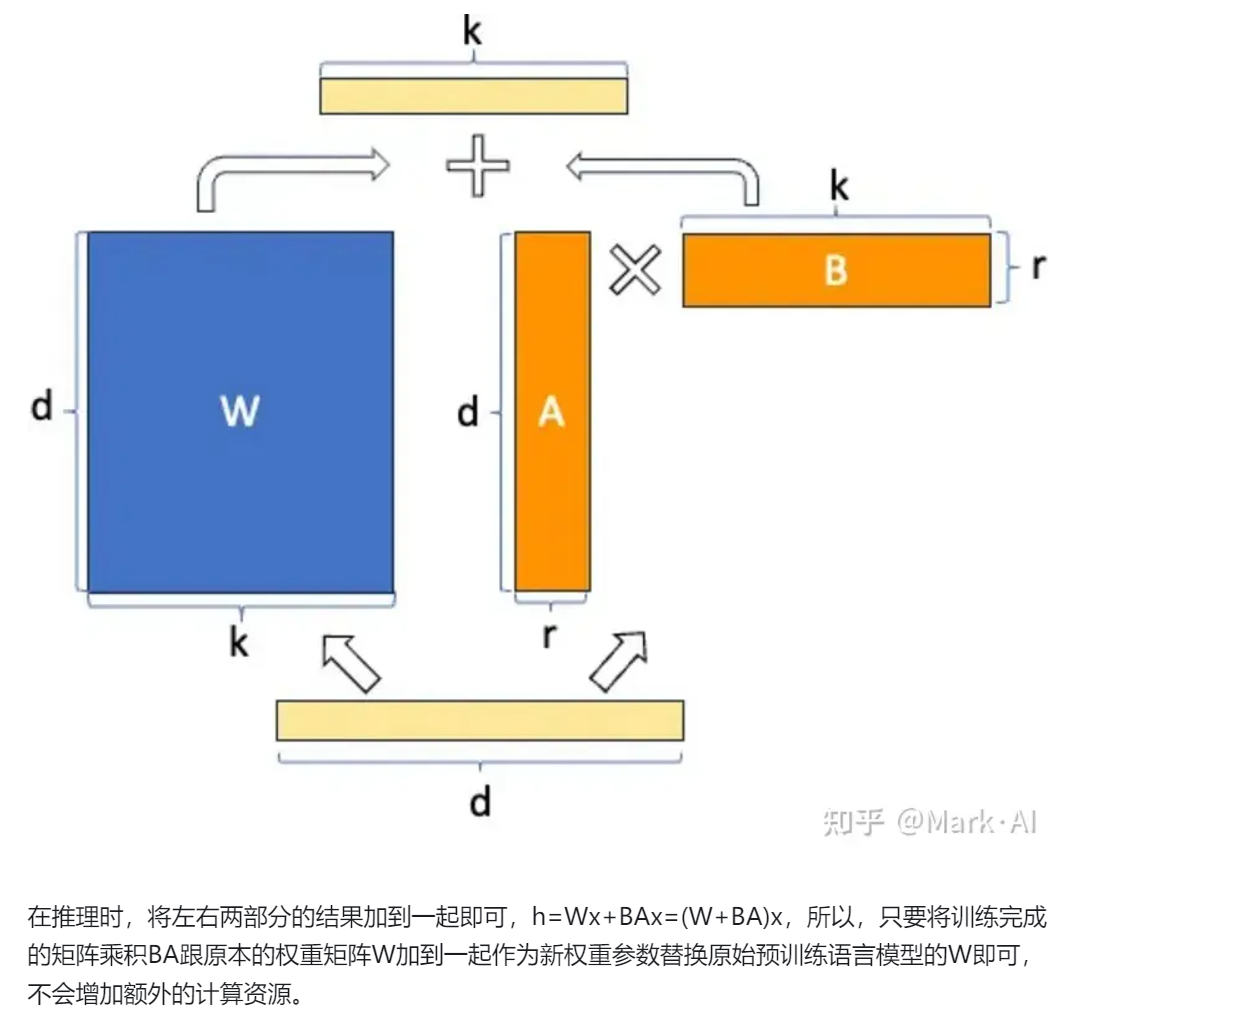 k
k
B
r
d
W
d
A
k
r
d
知乎 @Mark·AI
在推理时，将左右两部分的结果加到一起即可，h=Wx+BAx=(W+BA)x，所以，只要将训练完成
的矩阵乘积BA跟原本的权重矩阵W加到一起作为新权重参数替换原始预训练语言模型的W即可，
不会增加额外的计算资源。